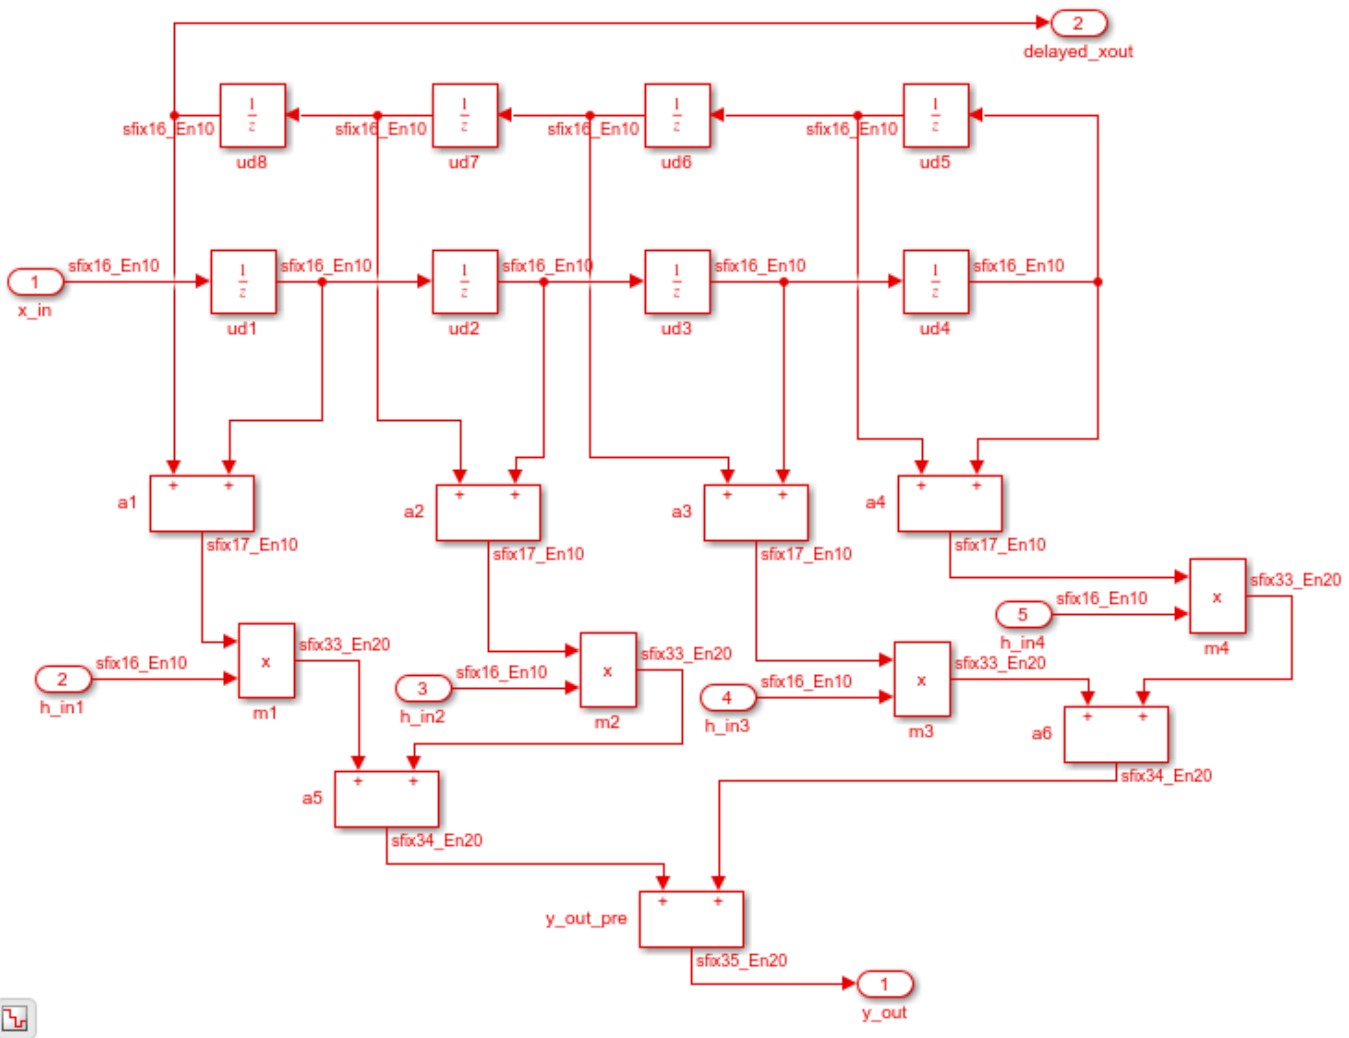 2
delayed_xout
1
z
1
z
1
z
1
z
sfix16_En10
sfix16_En10
sfix16_En10
sfix16_En10
ud8
ud7
ud6
ud5
sfix16_En10
sfix16_En10
sfix16_En10
sfix16_En10
sfix16_En10
1
x_in
1
z
1
z
1
z
1
z
ud1
ud2
ud3
ud4
+ +
+ +
+ +
+ +
a1
a2
a3
a4
sfix17_En10
sfix17_En10
sfix17_En10
sfix17_En10
x
sfix33_En20
m4
sfix16_En10
5
h_in4
x
sfix33_En20
m1
sfix16_En10
2
h_in1
x
sfix33_En20
m2
sfix16_En10
3
h_in2
x
sfix33_En20
m3
sfix16_En10
4
h_in3
+ +
a6
sfix34_En20
+ +
a5
sfix34_En20
+ +
y_out_pre
sfix35_En20
1
y_out